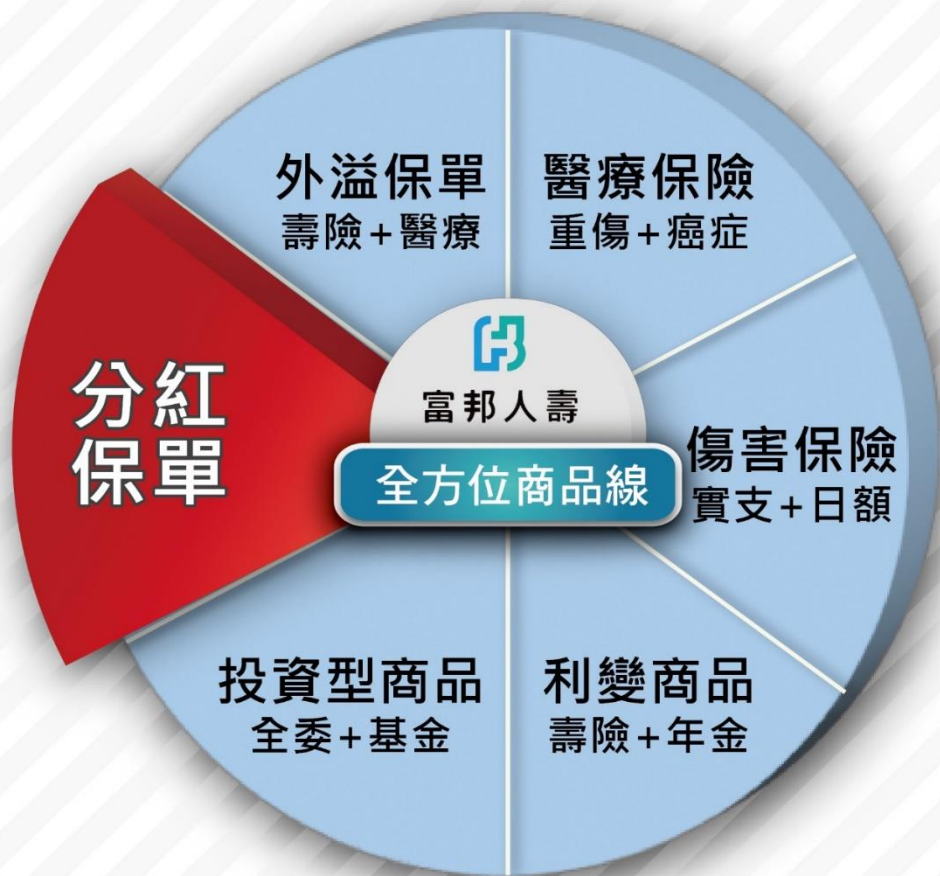 外溢保單
壽險+醫療
醫療保險
重傷+癌症
分紅
保單
富邦人壽
全方位商品線
傷害保險
實支+日額
投資型商品
全委+基金
利變商品
壽險+年金